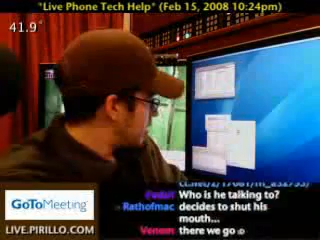 *Live Phone Tech Help* (Feb 15, 2008 10:24pm)
41.9°
Who is he talking to?
Rathofmac decides to shut his
mouth...
Venom: there we go :D
GoToMeeting
LIVE.PIRILLO.COM